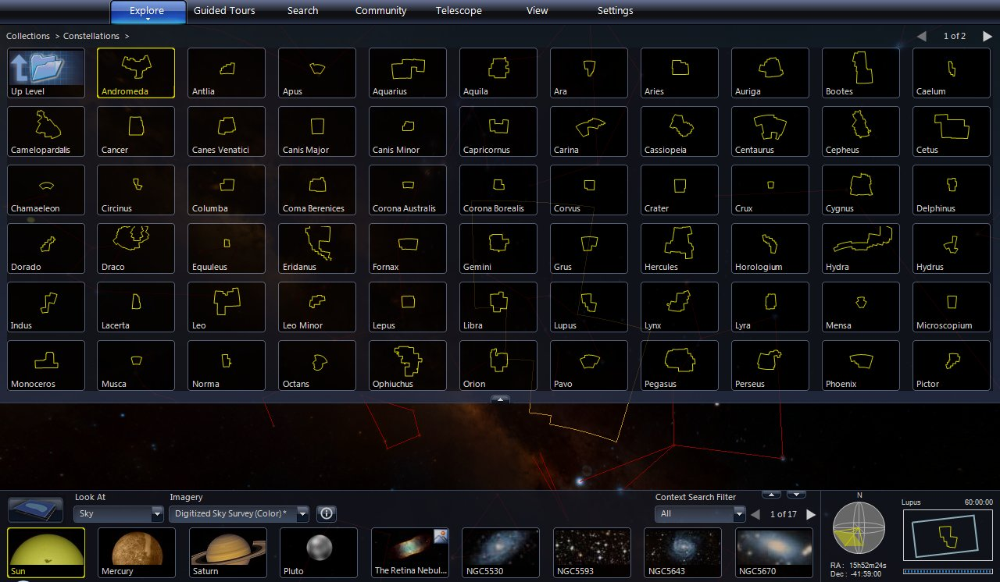 Explore Guided Tours Search Community Telescope View Settings
Collections > Constellations > 1 of 2
Up Level Andromeda Antlia Apus Aquarius Aquila Ara Aries Auriga Bootes Caelum
Camelopardalis Cancer Canes Venatici Canis Major Canis Minor Capricornus Carina Cassiopeia Centaurus Cepheus Cetus
Chamaeleon Circinus Columba Coma Berenices Corona Australis Corona Borealis Corvus Crater Crux Cygnus Delphinus
Dorado Draco Equuleus Eridanus Fornax Gemini Grus Hercules Horologium Hydra Hydrus
Indus Lacerta Leo Leo Minor Lepus Libra Lupus Lynx Lyra Mensa Microscopium
Monoceros Musca Norma Octans Ophiuchus Orion Pavo Pegasus Perseus Phoenix Pictor
Look At Imagery Context Search Filter N
Sky Digitized Sky Survey (Color) * All 1 of 17 Lupus 60:00:00
Sun Mercury Saturn Pluto The Retina Nebul... NGC5530 NGC5593 NGC5643 NGC5670
RA : 15h52m24s
Dec : -41:59:00